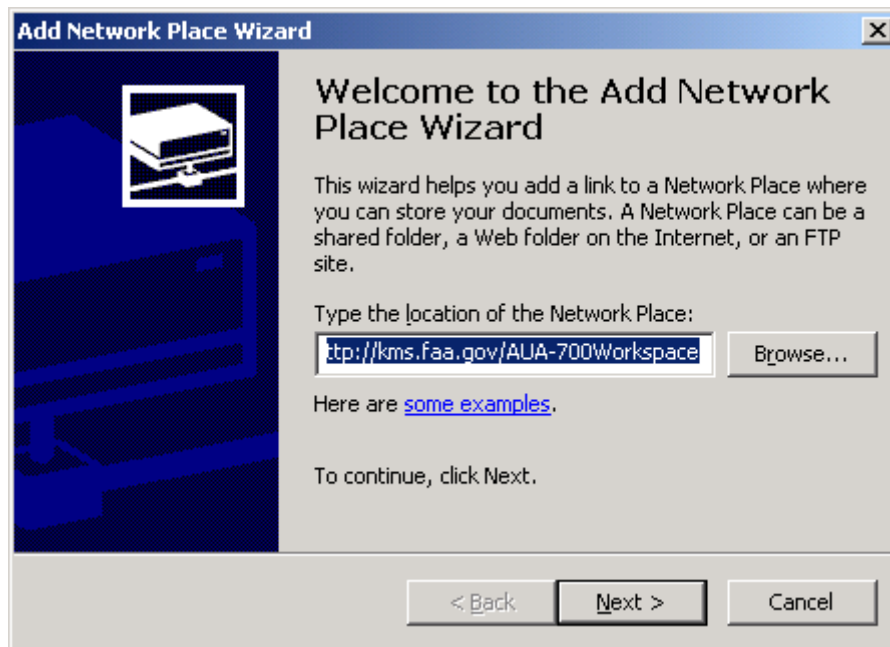 Add Network Place Wizard
Welcome to the Add Network
Place Wizard
This wizard helps you add a link to a Network Place where
you can store your documents. A Network Place can be a
shared folder, a Web folder on the Internet, or an FTP
site.
Type the location of the Network Place:
ttp://kms.faa.gov/AUA-700Workspace
Browse...
Here are some examples.
To continue, click Next.
< Back
Next >
Cancel